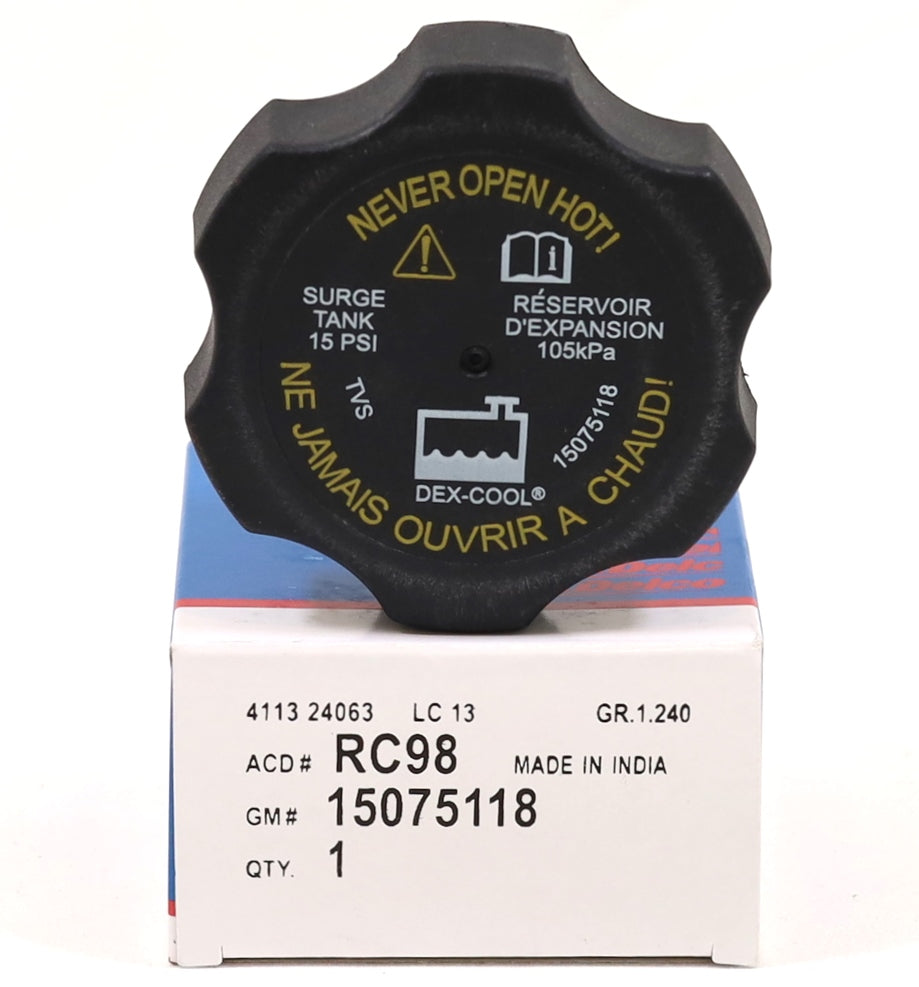 NEVER OPEN HOT!
SURGE
TANK
15 PSI
RÉSERVOIR
D'EXPANSION
105kPa
TVS
15075118
DEX-COOL®
NE JAMAIS OUVRIR A CHAUD!
4113 24063 LC 13 GR.1.240
ACD# RC98 MADE IN INDIA
GM# 15075118
QTY. 1